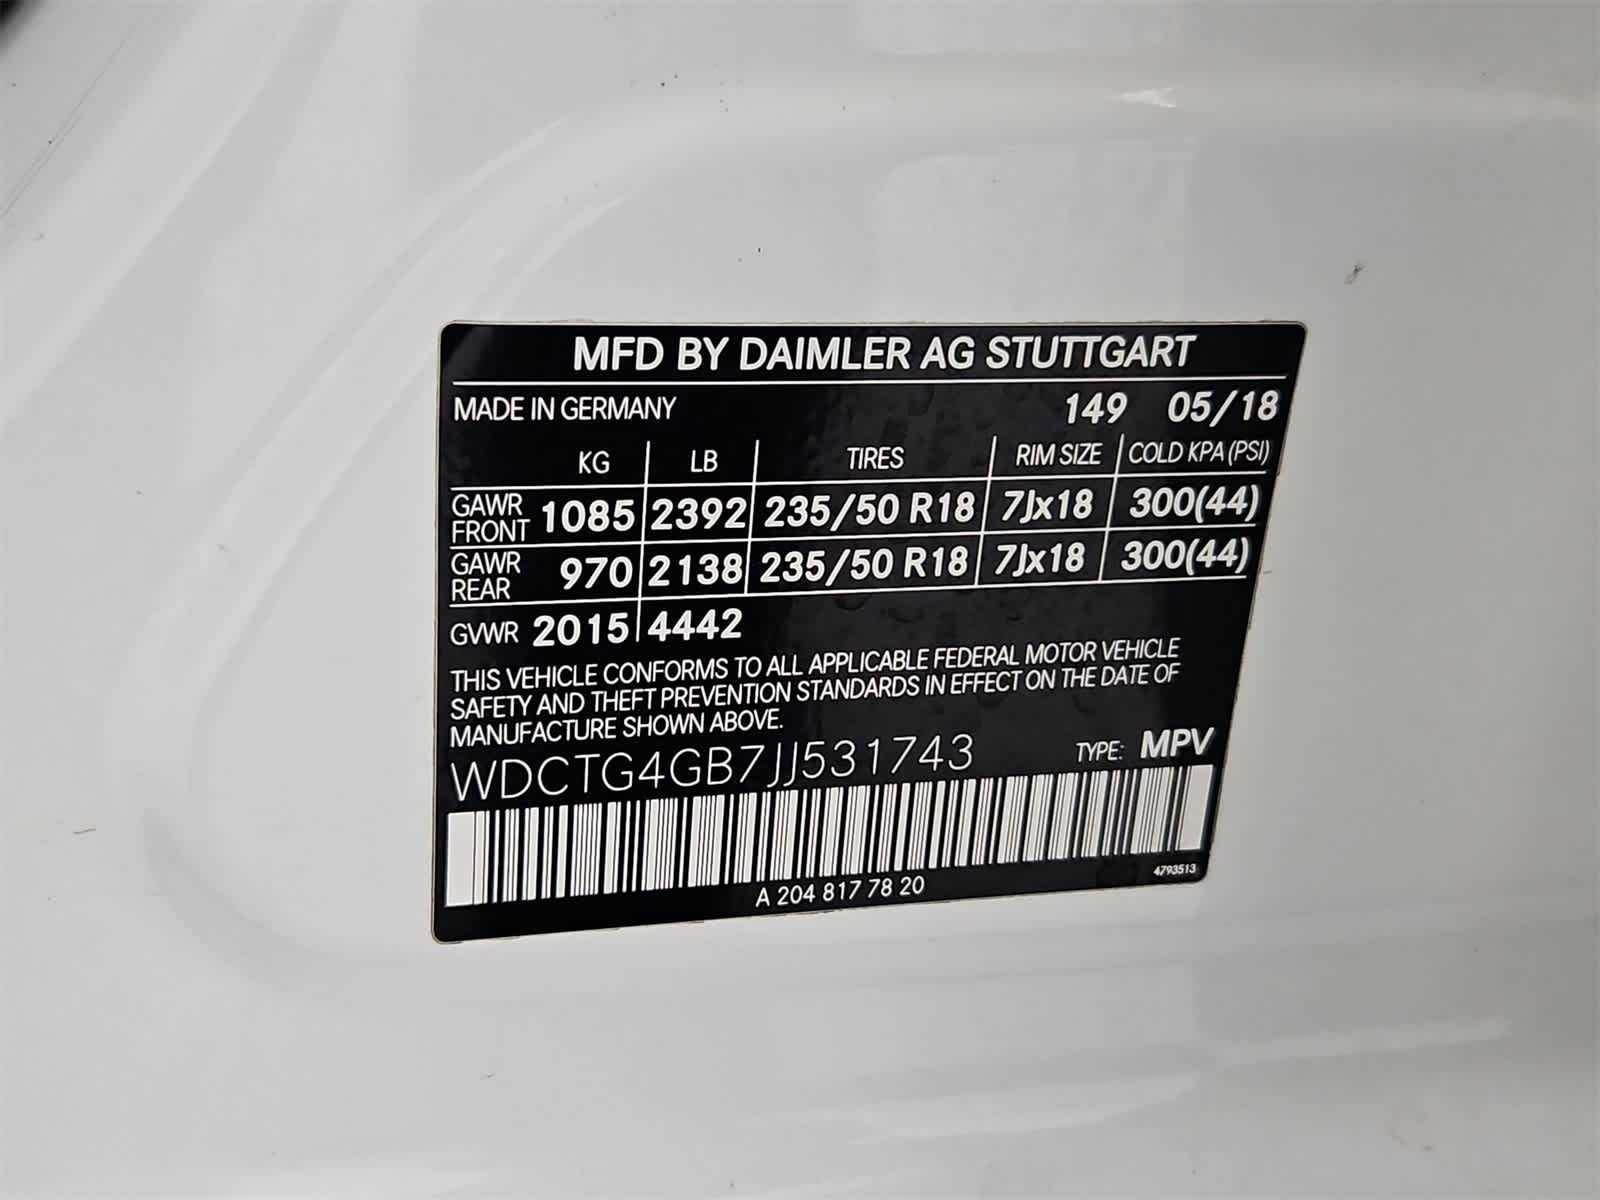 MFD BY DAIMLER AG STUTTGART
MADE IN GERMANY 149 05/18
KG LB TIRES RIM SIZE COLD KPA (PSI)
GAWR FRONT 1085 2392 235/50 R18 7Jx18 300(44)
GAWR REAR 970 2138 235/50 R18 7Jx18 300(44)
GVWR 2015 4442
THIS VEHICLE CONFORMS TO ALL APPLICABLE FEDERAL MOTOR VEHICLE
SAFETY AND THEFT PREVENTION STANDARDS IN EFFECT ON THE DATE OF
MANUFACTURE SHOWN ABOVE.
WDCTG4GB7JJ531743 TYPE: MPV
A 204 817 78 20 4793513